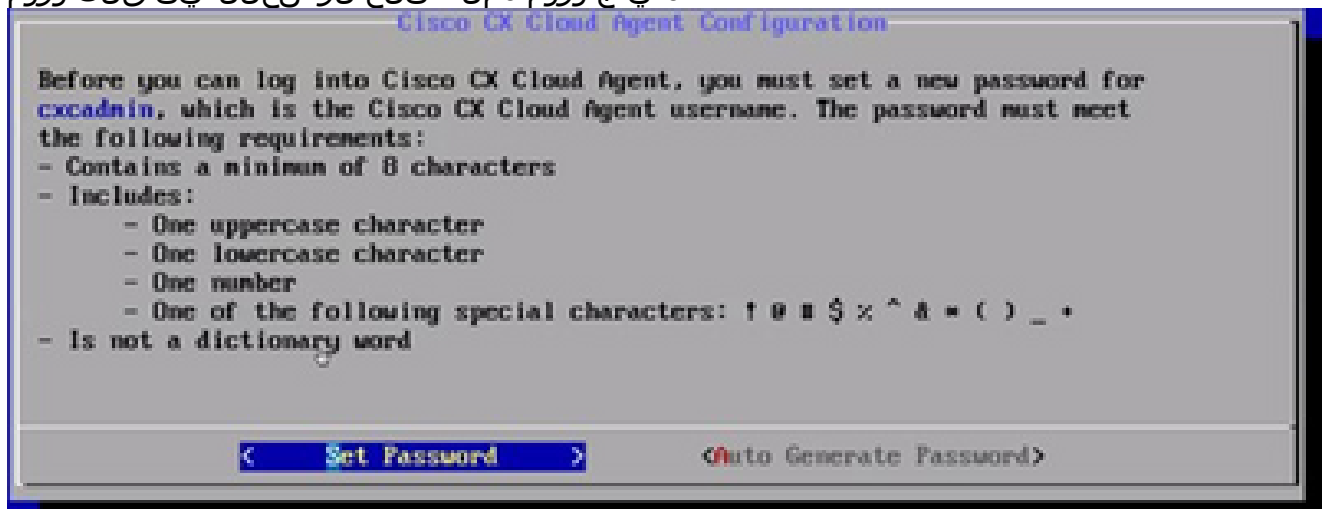 Cisco CX Cloud Agent Configuration
Before you can log into Cisco CX Cloud Agent, you must set a new password for
cxcadmin, which is the Cisco CX Cloud Agent username. The password must meet
the following requirements:
- Contains a minimum of 8 characters
- Includes:
- One uppercase character
- One lowercase character
- One number
- One of the following special characters: ! @ # $ % ^ & * ( ) _ +
- Is not a dictionary word
< Set Password > <Auto Generate Password>